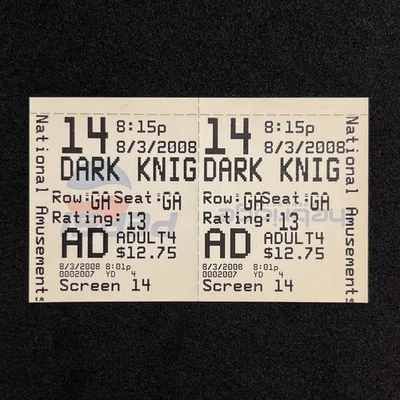 National Amusements
14 8:15p
8/3/2008
DARK KNIG
Row:GA Seat:GA
Rating: 13
AD ADULT4
$12.75
8/3/2008 8:01p
0002007 YD 4
Screen 14
14 8:15p
8/3/2008
DARK KNIG
Row:GA Seat:GA
Rating: 13
AD ADULT4
$12.75
8/3/2008 8:01p
0002007 YD 4
Screen 14
National Amusements